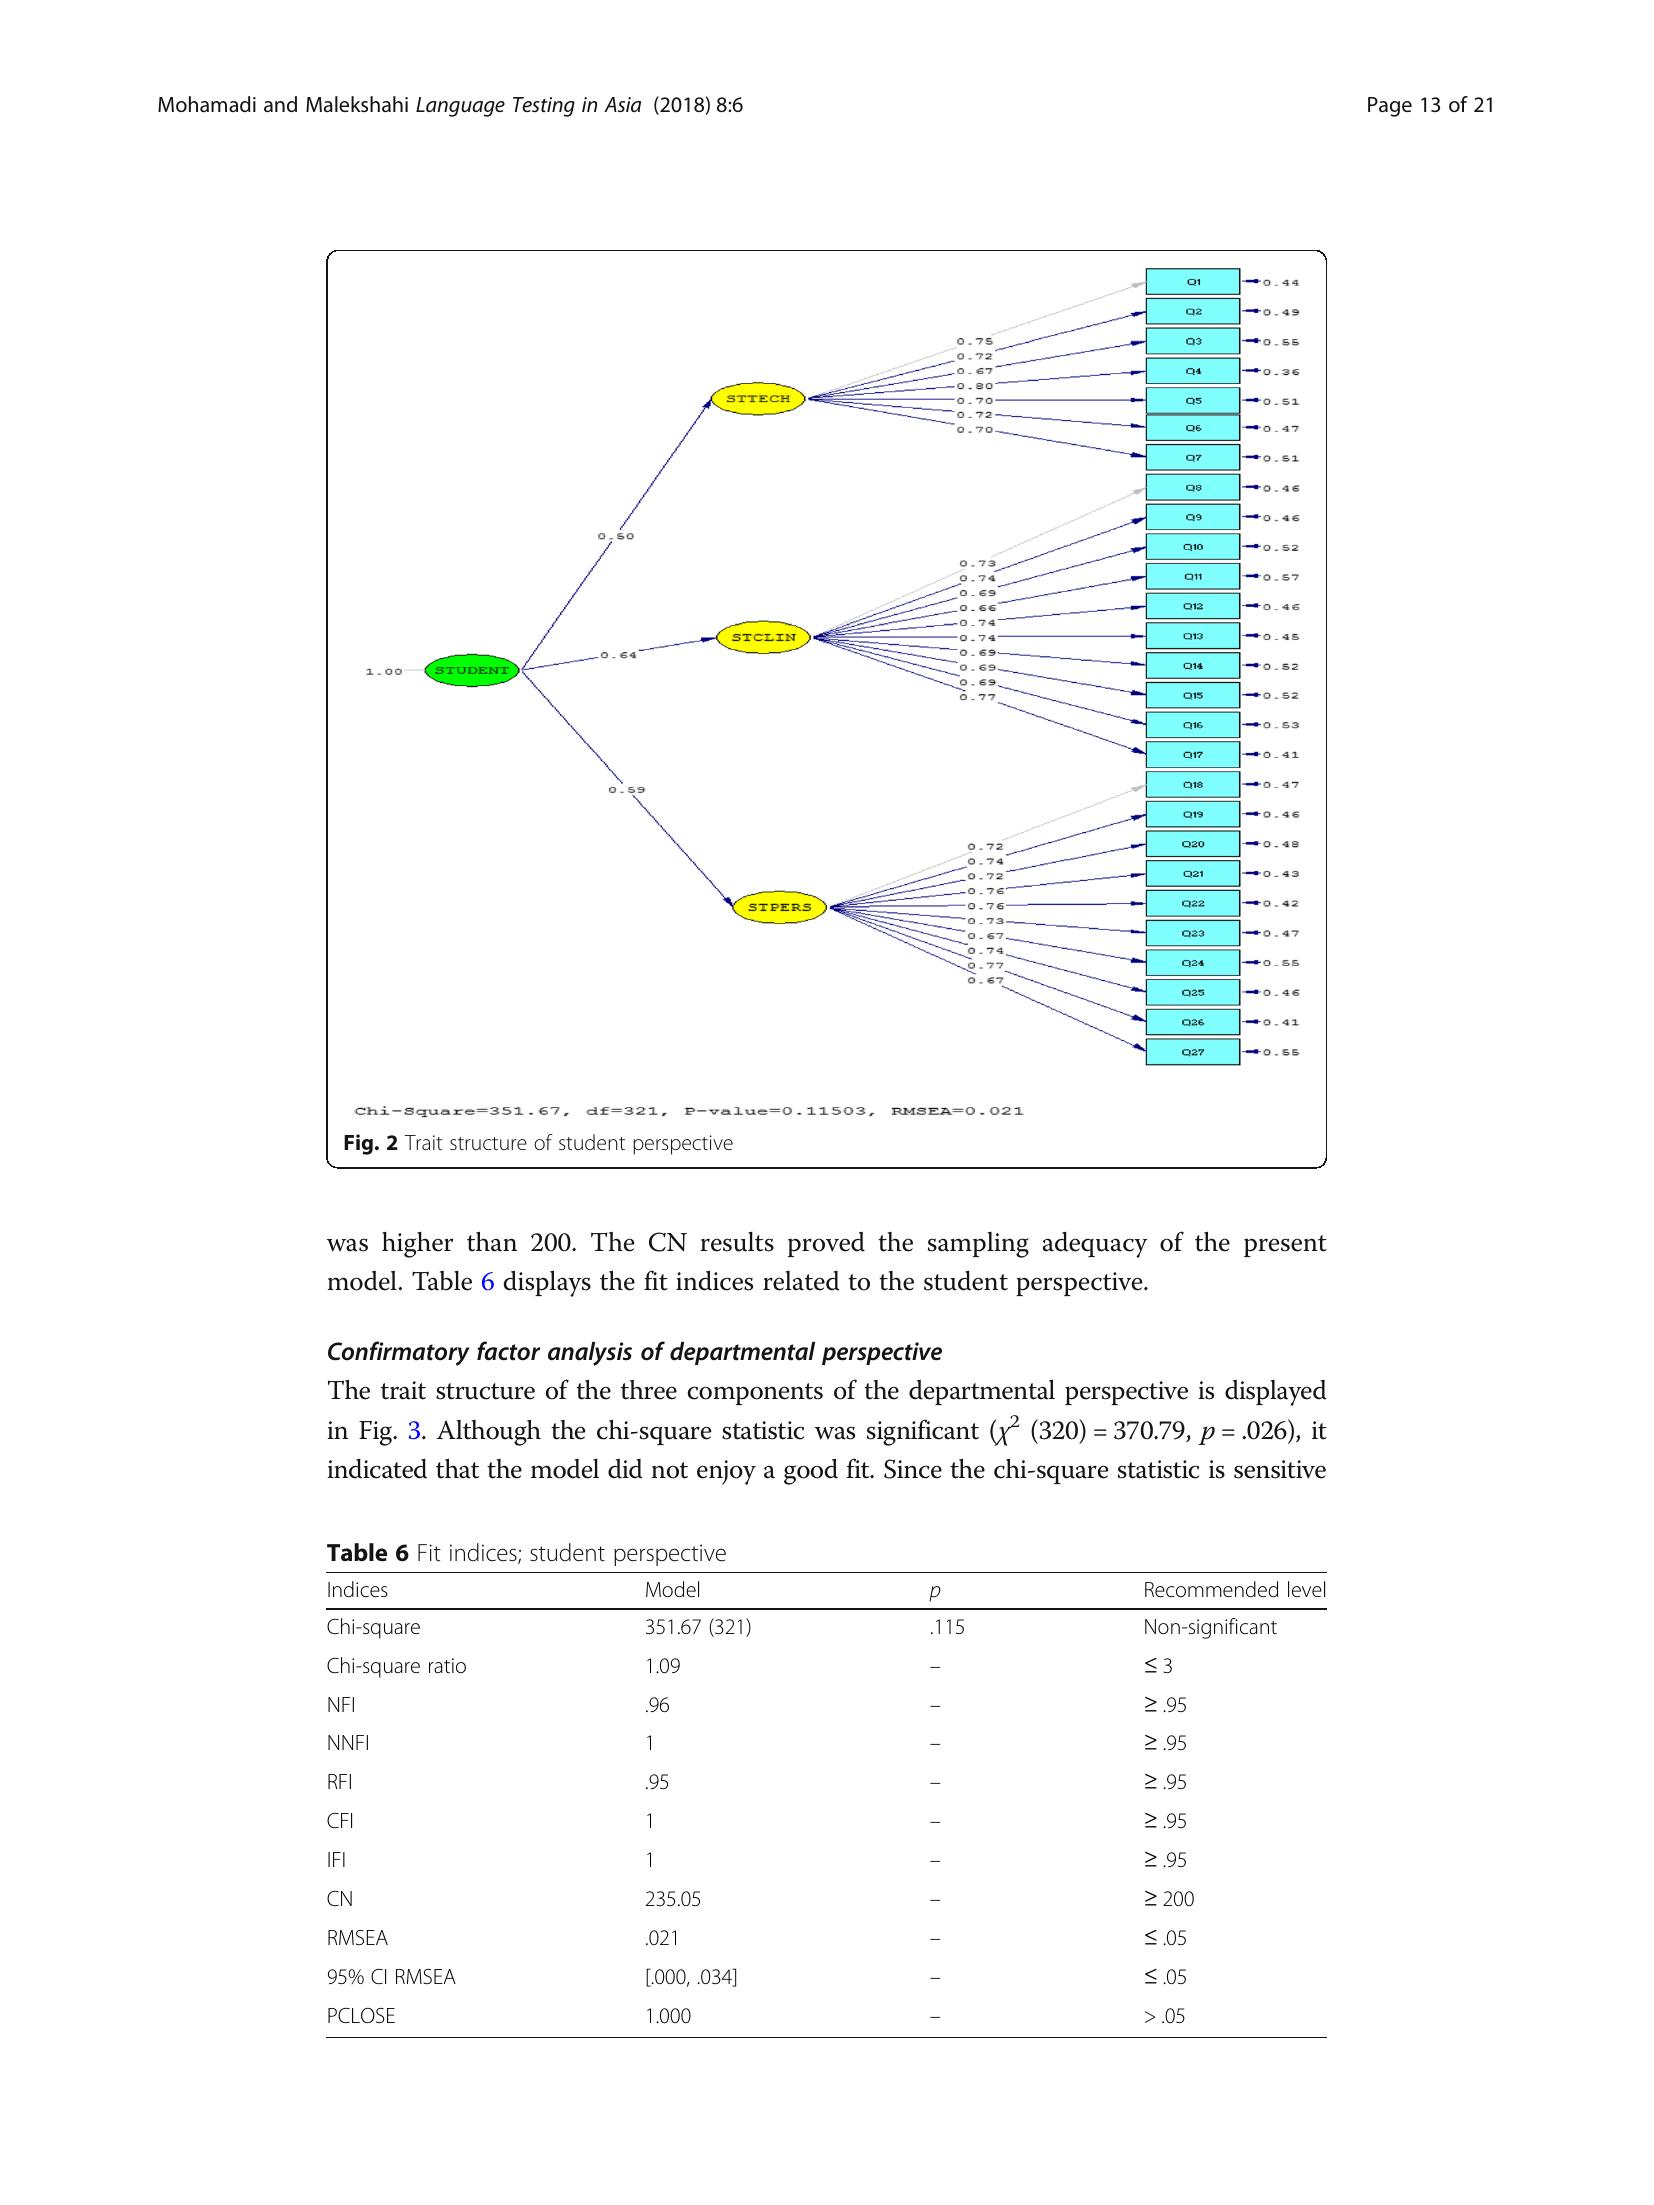 Mohamadi and Malekshahi Language Testing in Asia (2018) 8:6 Page 13 of 21
Q1 0.44
Q2 0.49
0.75 Q3 0.55
0.72
0.67 Q4 0.36
0.80
STTECH 0.70 Q5 0.51
0.72
0.70 Q6 0.47
Q7 0.51
Q8 0.46
Q9 0.46
0.50
Q10 0.52
0.73
0.74 Q11 0.57
0.69
0.66 Q12 0.46
0.74
STCLIN 0.74 Q13 0.45
0.64 0.69
1.00 STUDENT 0.69 Q14 0.52
0.69
0.77 Q15 0.52
Q16 0.53
Q17 0.41
0.59 Q18 0.47
Q19 0.46
0.72 Q20 0.48
0.74
0.72 Q21 0.43
0.76
STPERS 0.76 Q22 0.42
0.73
0.67 Q23 0.47
0.74
0.77 Q24 0.55
0.67
Q25 0.46
Q26 0.41
Q27 0.55
Chi-Square=351.67, df=321, P-value=0.11503, RMSEA=0.021
Fig. 2 Trait structure of student perspective
was higher than 200. The CN results proved the sampling adequacy of the present
model. Table 6 displays the fit indices related to the student perspective.
Confirmatory factor analysis of departmental perspective
The trait structure of the three components of the departmental perspective is displayed
in Fig. 3. Although the chi-square statistic was significant (χ² (320) = 370.79, p = .026), it
indicated that the model did not enjoy a good fit. Since the chi-square statistic is sensitive
Table 6 Fit indices; student perspective
Indices Model p Recommended level
Chi-square 351.67 (321) .115 Non-significant
Chi-square ratio 1.09 – ≤ 3
NFI .96 – ≥ .95
NNFI 1 – ≥ .95
RFI .95 – ≥ .95
CFI 1 – ≥ .95
IFI 1 – ≥ .95
CN 235.05 – ≥ 200
RMSEA .021 – ≤ .05
95% CI RMSEA [.000, .034] – ≤ .05
PCLOSE 1.000 – > .05